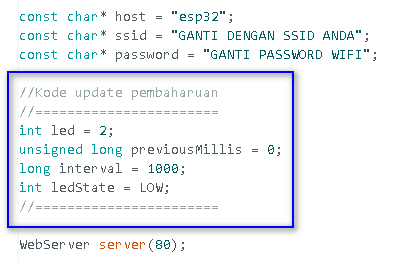 const char* host = "esp32";
const char* ssid = "GANTI DENGAN SSID ANDA";
const char* password = "GANTI PASSWORD WIFI";
//Kode update pembaharuan
//=======================
int led = 2;
unsigned long previousMillis = 0;
long interval = 1000;
int ledState = LOW;
//=======================
WebServer server(80);